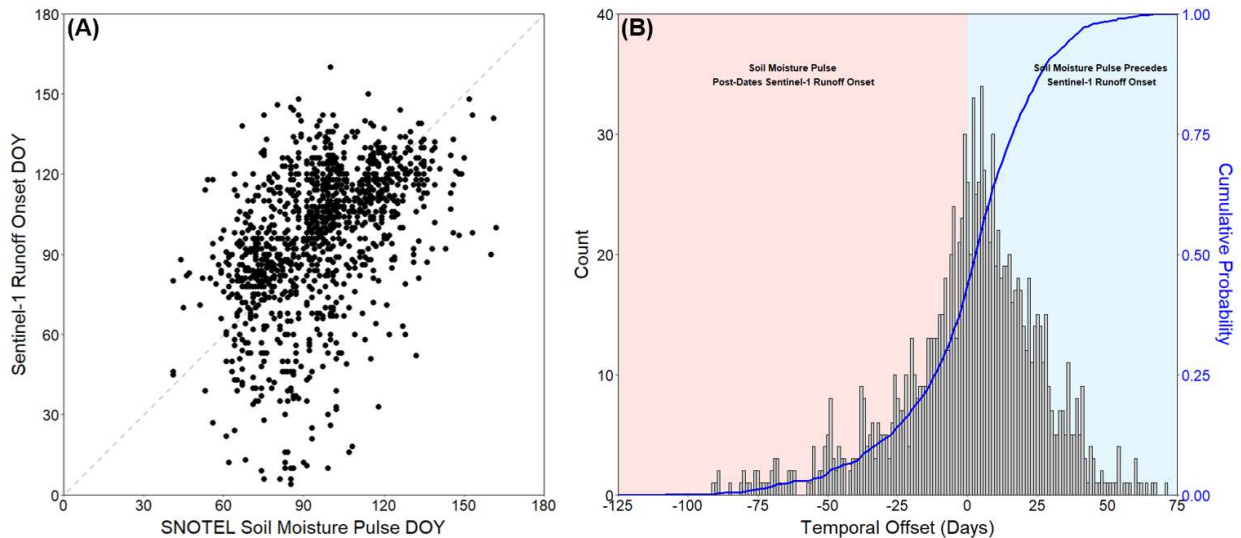 (A)
180
150
120
90
60
30
0
Sentinel-1 Runoff Onset DOY
0 30 60 90 120 150 180
SNOTEL Soil Moisture Pulse DOY
(B)
40
30
20
10
0
Count
Soil Moisture Pulse
Post-Dates Sentinel-1 Runoff Onset
Soil Moisture Pulse Precedes
Sentinel-1 Runoff Onset
1.00
0.75
0.50
0.25
0.00
Cumulative Probability
-125 -100 -75 -50 -25 0 25 50 75
Temporal Offset (Days)